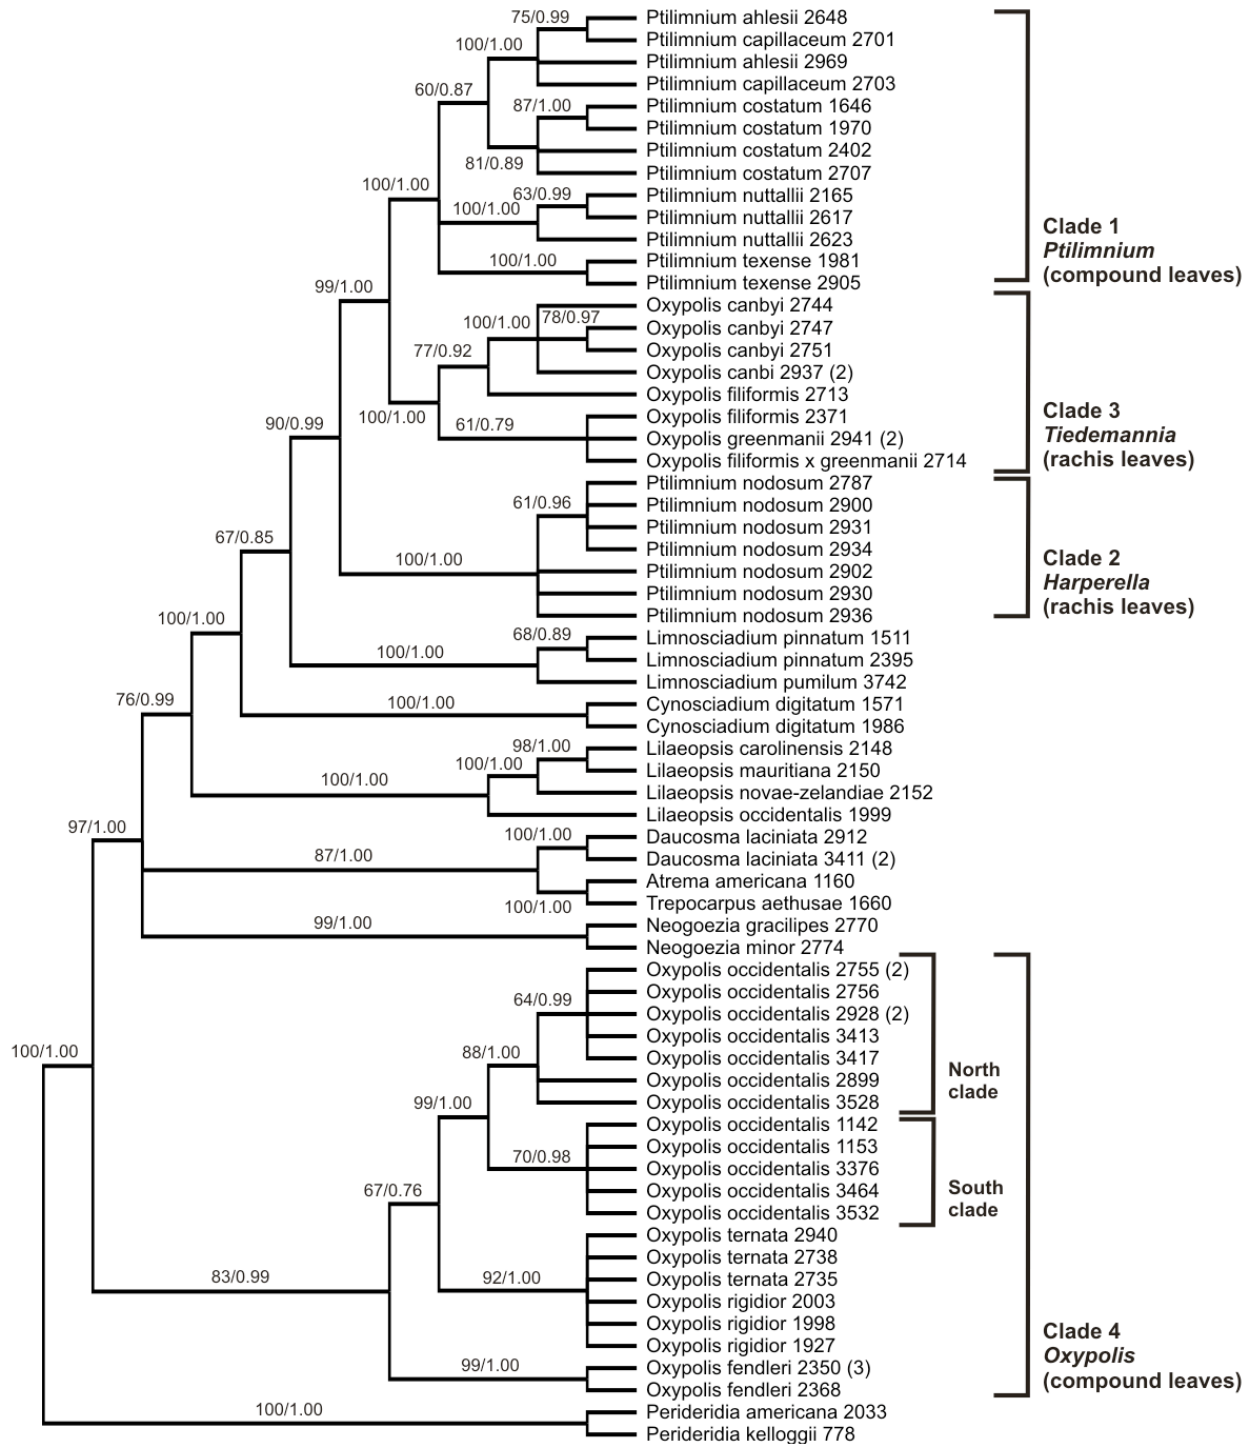 75/0.99
Ptilimnium ahlesii 2648
Ptilimnium capillaceum 2701
100/1.00
Ptilimnium ahlesii 2969
Ptilimnium capillaceum 2703
60/0.87
87/1.00
Ptilimnium costatum 1646
Ptilimnium costatum 1970
Ptilimnium costatum 2402
81/0.89
Ptilimnium costatum 2707
100/1.00
63/0.99
Ptilimnium nuttallii 2165
100/1.00
Ptilimnium nuttallii 2617
Ptilimnium nuttallii 2623
100/1.00
Ptilimnium texense 1981
Ptilimnium texense 2905
Clade 1
Ptilimnium
(compound leaves)
99/1.00
Oxypolis canbyi 2744
100/1.00
78/0.97
Oxypolis canbyi 2747
77/0.92
Oxypolis canbyi 2751
Oxypolis canbi 2937 (2)
Oxypolis filiformis 2713
100/1.00
61/0.79
Oxypolis filiformis 2371
Oxypolis greenmanii 2941 (2)
Oxypolis filiformis x greenmanii 2714
Clade 3
Tiedemannia
(rachis leaves)
90/0.99
Ptilimnium nodosum 2787
61/0.96
Ptilimnium nodosum 2900
Ptilimnium nodosum 2931
Ptilimnium nodosum 2934
100/1.00
Ptilimnium nodosum 2902
Ptilimnium nodosum 2930
Ptilimnium nodosum 2936
Clade 2
Harperella
(rachis leaves)
67/0.85
68/0.89
Limnosciadium pinnatum 1511
100/1.00
Limnosciadium pinnatum 2395
Limnosciadium pumilum 3742
100/1.00
100/1.00
Cynosciadium digitatum 1571
Cynosciadium digitatum 1986
76/0.99
98/1.00
Lilaeopsis carolinensis 2148
100/1.00
Lilaeopsis mauritiana 2150
100/1.00
Lilaeopsis novae-zelandiae 2152
Lilaeopsis occidentalis 1999
97/1.00
100/1.00
Daucosma laciniata 2912
87/1.00
Daucosma laciniata 3411 (2)
Atrema americana 1160
100/1.00
Trepocarpus aethusae 1660
99/1.00
Neogoezia gracilipes 2770
Neogoezia minor 2774
Oxypolis occidentalis 2755 (2)
64/0.99
Oxypolis occidentalis 2756
Oxypolis occidentalis 2928 (2)
Oxypolis occidentalis 3413
88/1.00
Oxypolis occidentalis 3417
Oxypolis occidentalis 2899
Oxypolis occidentalis 3528
North
clade
100/1.00
99/1.00
Oxypolis occidentalis 1142
Oxypolis occidentalis 1153
70/0.98
Oxypolis occidentalis 3376
Oxypolis occidentalis 3464
Oxypolis occidentalis 3532
South
clade
67/0.76
Oxypolis ternata 2940
Oxypolis ternata 2738
83/0.99
92/1.00
Oxypolis ternata 2735
Oxypolis rigidior 2003
Oxypolis rigidior 1998
Oxypolis rigidior 1927
99/1.00
Oxypolis fendleri 2350 (3)
Oxypolis fendleri 2368
Clade 4
Oxypolis
(compound leaves)
100/1.00
Perideridia americana 2033
Perideridia kelloggii 778